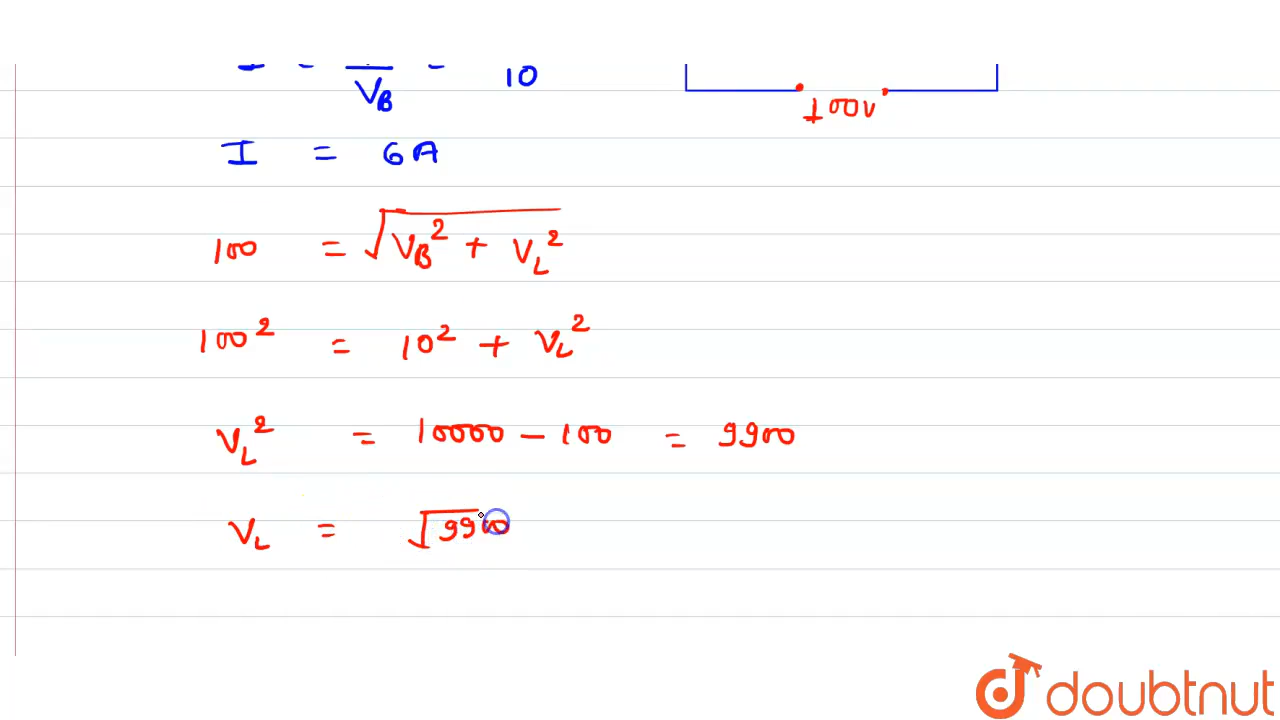 V_B = 10
100V
I = 6A
100 = √(V_B² + V_L²)
100² = 10² + V_L²
V_L² = 10000 - 100 = 9900
V_L = √9900
doubtnut